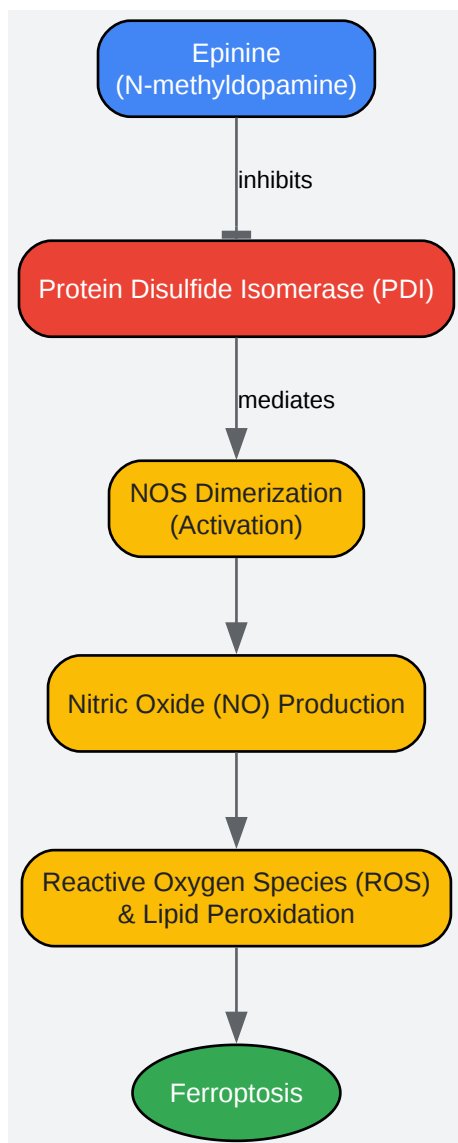 Epinine
(N-methyldopamine)
inhibits
Protein Disulfide Isomerase (PDI)
mediates
NOS Dimerization
(Activation)
Nitric Oxide (NO) Production
Reactive Oxygen Species (ROS)
& Lipid Peroxidation
Ferroptosis